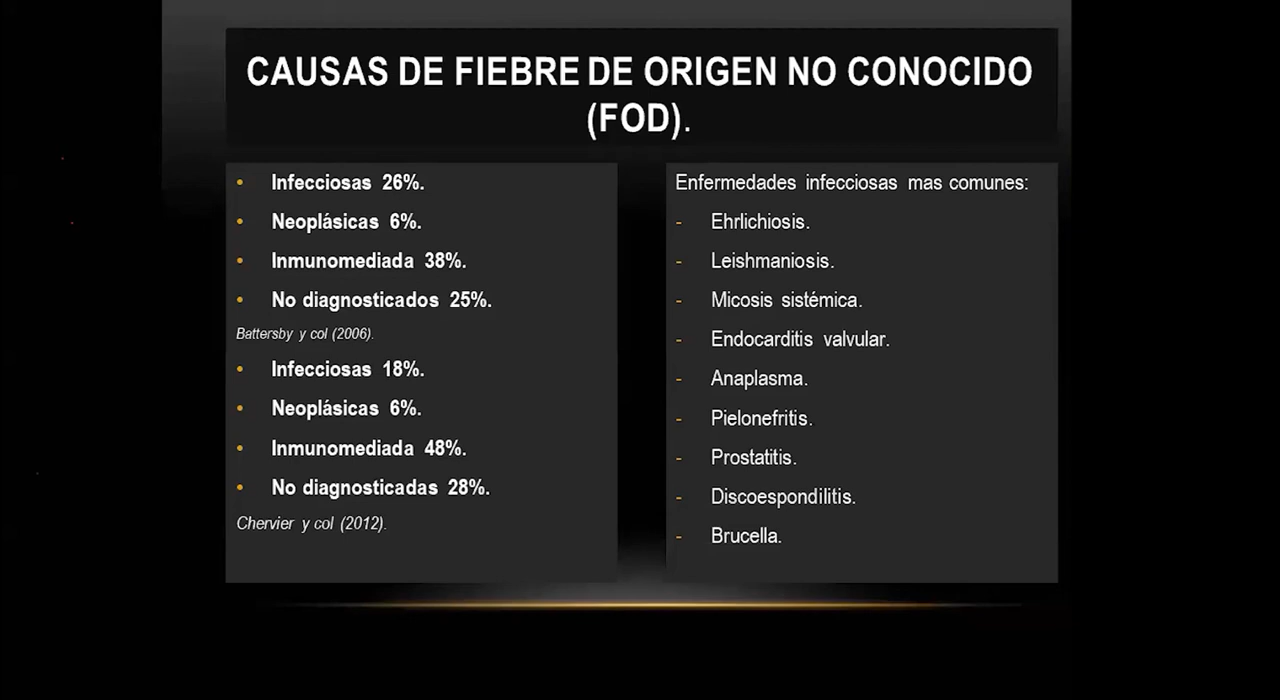 CAUSAS DE FIEBRE DE ORIGEN NO CONOCIDO
(FOD).
• Infecciosas 26%.
• Neoplásicas 6%.
• Inmunomediada 38%.
• No diagnosticados 25%.
Battersby y col (2006).
• Infecciosas 18%.
• Neoplásicas 6%.
• Inmunomediada 48%.
• No diagnosticadas 28%.
Chervier y col (2012).
Enfermedades infecciosas mas comunes:
- Ehrlichiosis.
- Leishmaniosis.
- Micosis sistémica.
- Endocarditis valvular.
- Anaplasma.
- Pielonefritis.
- Prostatitis.
- Discoespondilitis.
- Brucella.